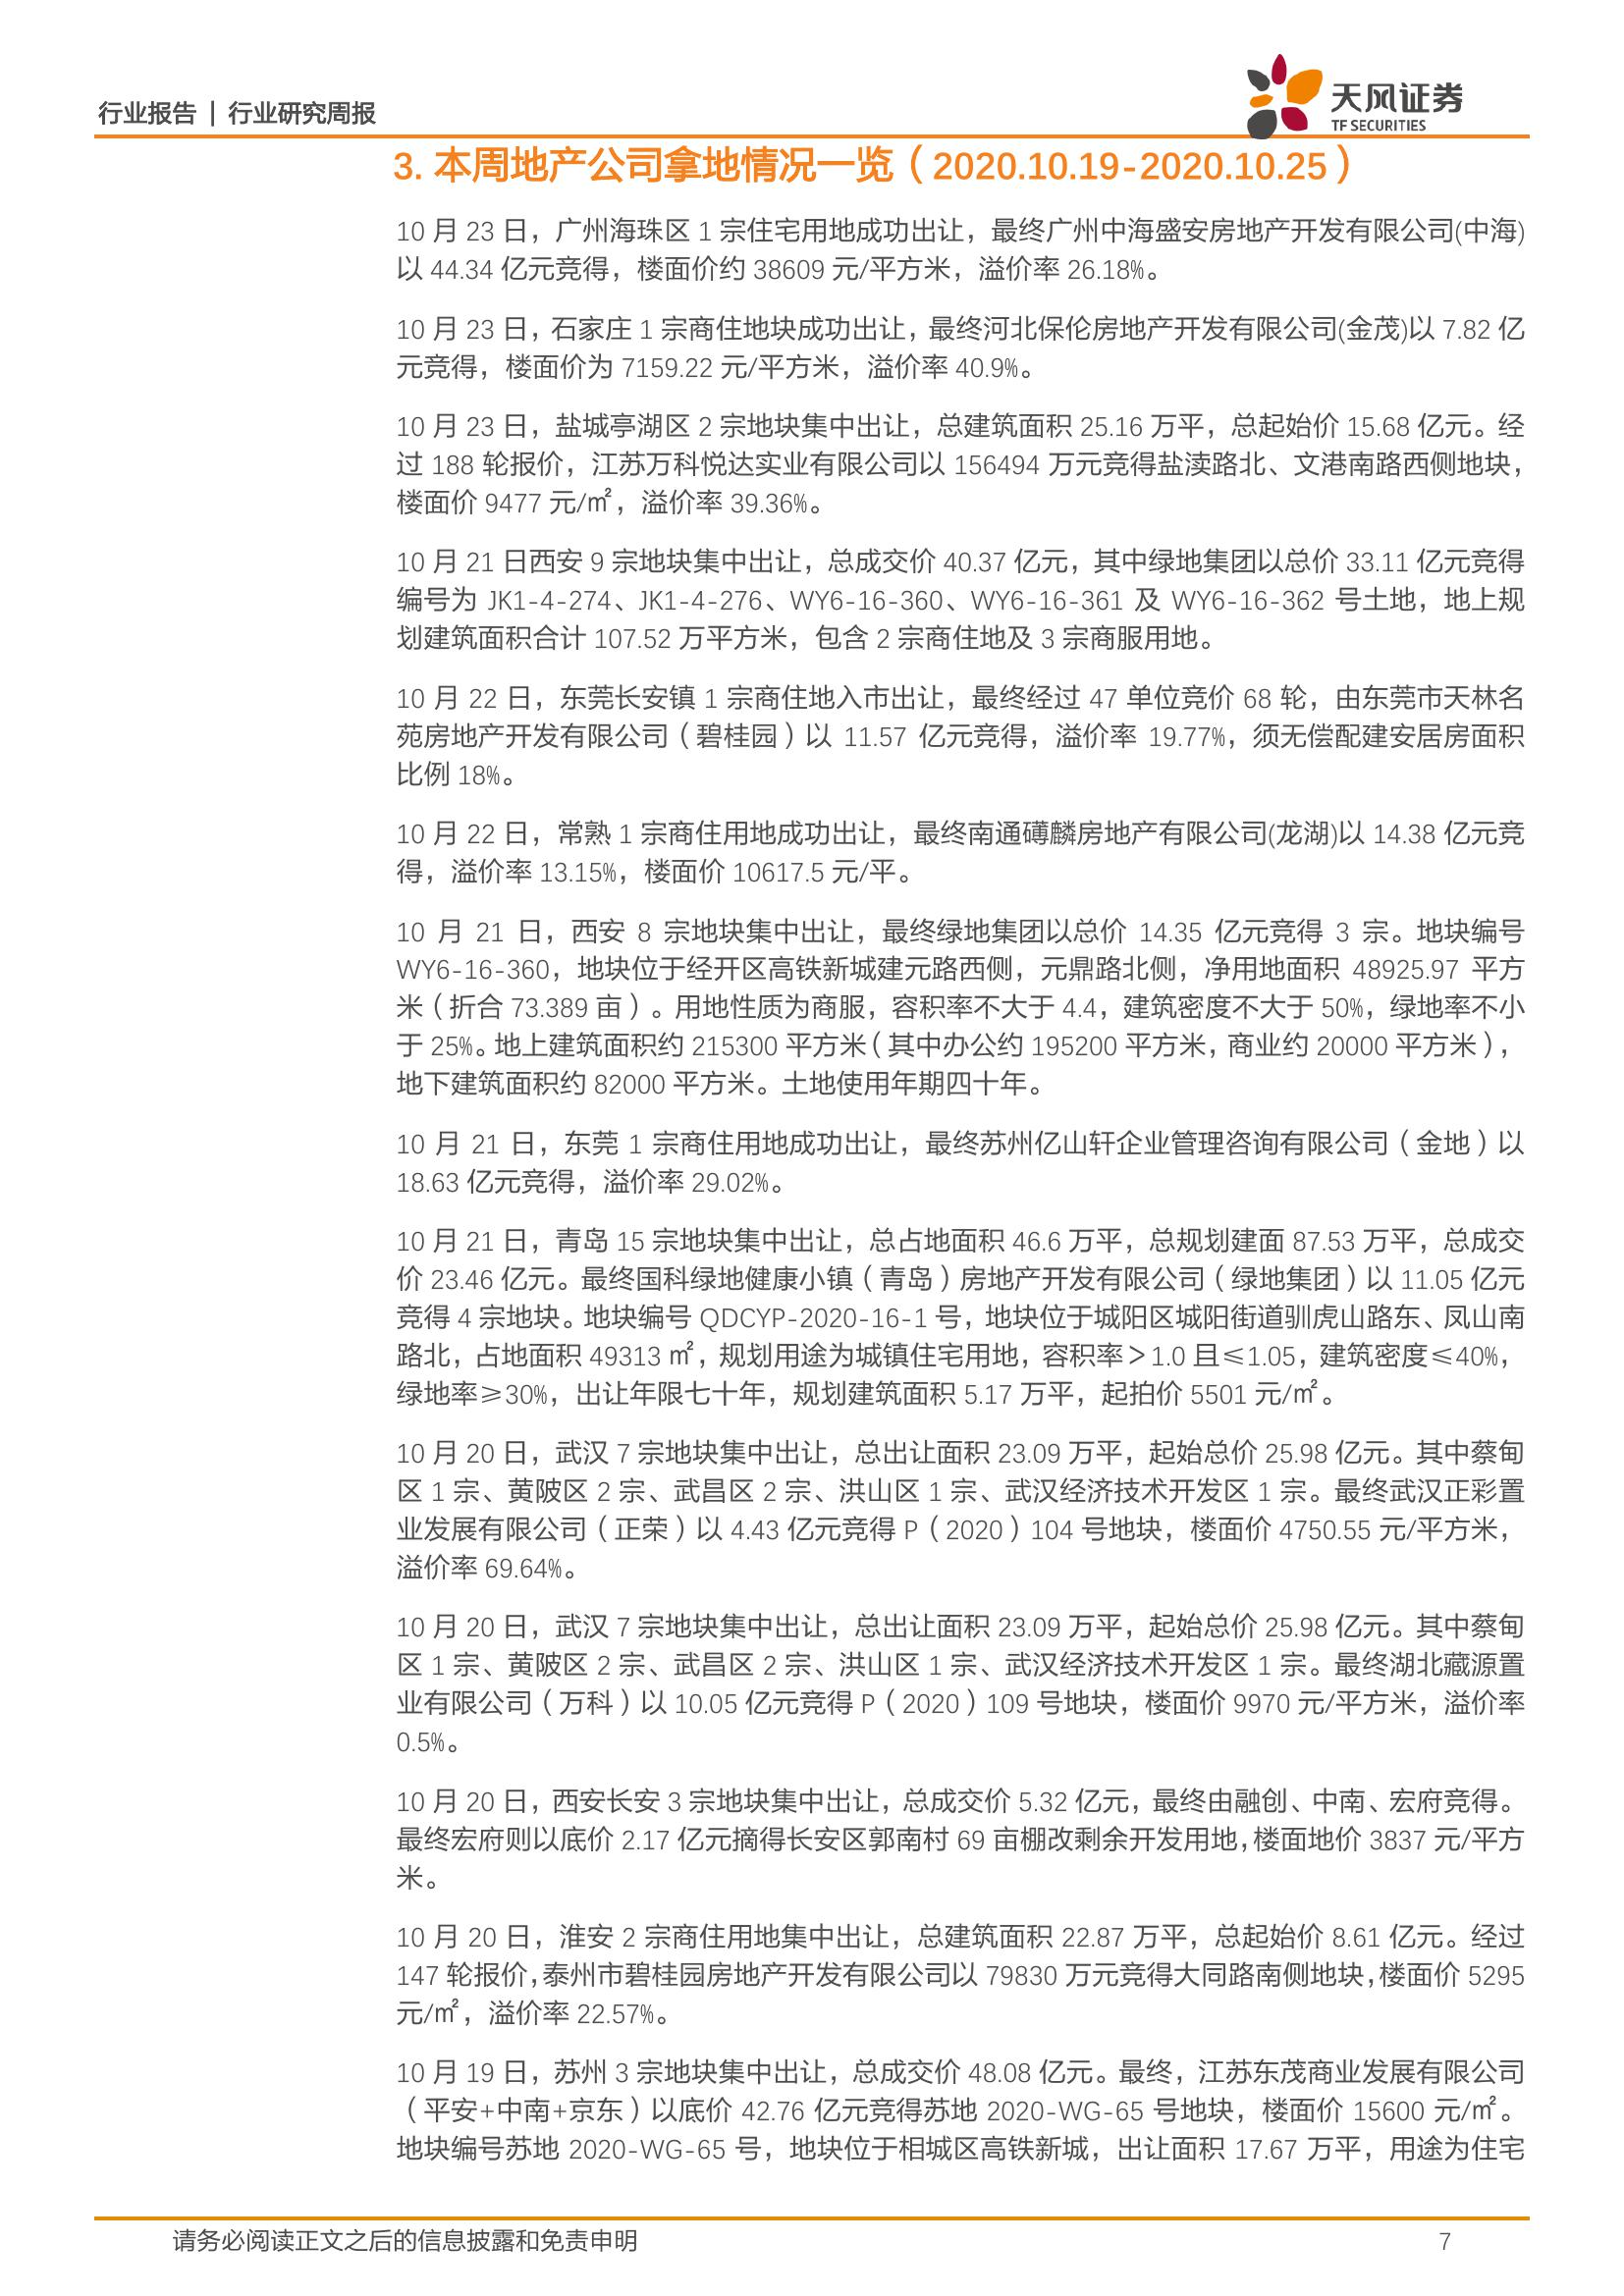 行业报告 | 行业研究周报
天风证券
TF SECURITIES
3. 本周地产公司拿地情况一览（2020.10.19-2020.10.25）
10 月 23 日，广州海珠区 1 宗住宅用地成功出让，最终广州中海盛安房地产开发有限公司(中海)
以 44.34 亿元竞得，楼面价约 38609 元/平方米，溢价率 26.18%。
10 月 23 日，石家庄 1 宗商住地块成功出让，最终河北保伦房地产开发有限公司(金茂)以 7.82 亿
元竞得，楼面价为 7159.22 元/平方米，溢价率 40.9%。
10 月 23 日，盐城亭湖区 2 宗地块集中出让，总建筑面积 25.16 万平，总起始价 15.68 亿元。经
过 188 轮报价，江苏万科悦达实业有限公司以 156494 万元竞得盐渎路北、文港南路西侧地块，
楼面价 9477 元/㎡，溢价率 39.36%。
10 月 21 日西安 9 宗地块集中出让，总成交价 40.37 亿元，其中绿地集团以总价 33.11 亿元竞得
编号为 JK1-4-274、JK1-4-276、WY6-16-360、WY6-16-361 及 WY6-16-362 号土地，地上规
划建筑面积合计 107.52 万平方米，包含 2 宗商住地及 3 宗商服用地。
10 月 22 日，东莞长安镇 1 宗商住地入市出让，最终经过 47 单位竞价 68 轮，由东莞市天林名
苑房地产开发有限公司（碧桂园）以 11.57 亿元竞得，溢价率 19.77%，须无偿配建安居房面积
比例 18%。
10 月 22 日，常熟 1 宗商住用地成功出让，最终南通礴麟房地产有限公司(龙湖)以 14.38 亿元竞
得，溢价率 13.15%，楼面价 10617.5 元/平。
10 月 21 日，西安 8 宗地块集中出让，最终绿地集团以总价 14.35 亿元竞得 3 宗。地块编号
WY6-16-360，地块位于经开区高铁新城建元路西侧，元鼎路北侧，净用地面积 48925.97 平方
米（折合 73.389 亩）。用地性质为商服，容积率不大于 4.4，建筑密度不大于 50%，绿地率不小
于 25%。地上建筑面积约 215300 平方米（其中办公约 195200 平方米，商业约 20000 平方米），
地下建筑面积约 82000 平方米。土地使用年期四十年。
10 月 21 日，东莞 1 宗商住用地成功出让，最终苏州亿山轩企业管理咨询有限公司（金地）以
18.63 亿元竞得，溢价率 29.02%。
10 月 21 日，青岛 15 宗地块集中出让，总占地面积 46.6 万平，总规划建面 87.53 万平，总成交
价 23.46 亿元。最终国科绿地健康小镇（青岛）房地产开发有限公司（绿地集团）以 11.05 亿元
竞得 4 宗地块。地块编号 QDCYP-2020-16-1 号，地块位于城阳区城阳街道驯虎山路东、凤山南
路北，占地面积 49313 ㎡，规划用途为城镇住宅用地，容积率＞1.0 且≤1.05，建筑密度≤40%，
绿地率≥30%，出让年限七十年，规划建筑面积 5.17 万平，起拍价 5501 元/㎡。
10 月 20 日，武汉 7 宗地块集中出让，总出让面积 23.09 万平，起始总价 25.98 亿元。其中蔡甸
区 1 宗、黄陂区 2 宗、武昌区 2 宗、洪山区 1 宗、武汉经济技术开发区 1 宗。最终武汉正彩置
业发展有限公司（正荣）以 4.43 亿元竞得 P（2020）104 号地块，楼面价 4750.55 元/平方米，
溢价率 69.64%。
10 月 20 日，武汉 7 宗地块集中出让，总出让面积 23.09 万平，起始总价 25.98 亿元。其中蔡甸
区 1 宗、黄陂区 2 宗、武昌区 2 宗、洪山区 1 宗、武汉经济技术开发区 1 宗。最终湖北藏源置
业有限公司（万科）以 10.05 亿元竞得 P（2020）109 号地块，楼面价 9970 元/平方米，溢价率
0.5%。
10 月 20 日，西安长安 3 宗地块集中出让，总成交价 5.32 亿元，最终由融创、中南、宏府竞得。
最终宏府则以底价 2.17 亿元摘得长安区郭南村 69 亩棚改剩余开发用地，楼面地价 3837 元/平方
米。
10 月 20 日，淮安 2 宗商住用地集中出让，总建筑面积 22.87 万平，总起始价 8.61 亿元。经过
147 轮报价，泰州市碧桂园房地产开发有限公司以 79830 万元竞得大同路南侧地块，楼面价 5295
元/㎡，溢价率 22.57%。
10 月 19 日，苏州 3 宗地块集中出让，总成交价 48.08 亿元。最终，江苏东茂商业发展有限公司
（平安+中南+京东）以底价 42.76 亿元竞得苏地 2020-WG-65 号地块，楼面价 15600 元/㎡。
地块编号苏地 2020-WG-65 号，地块位于相城区高铁新城，出让面积 17.67 万平，用途为住宅
请务必阅读正文之后的信息披露和免责申明
7